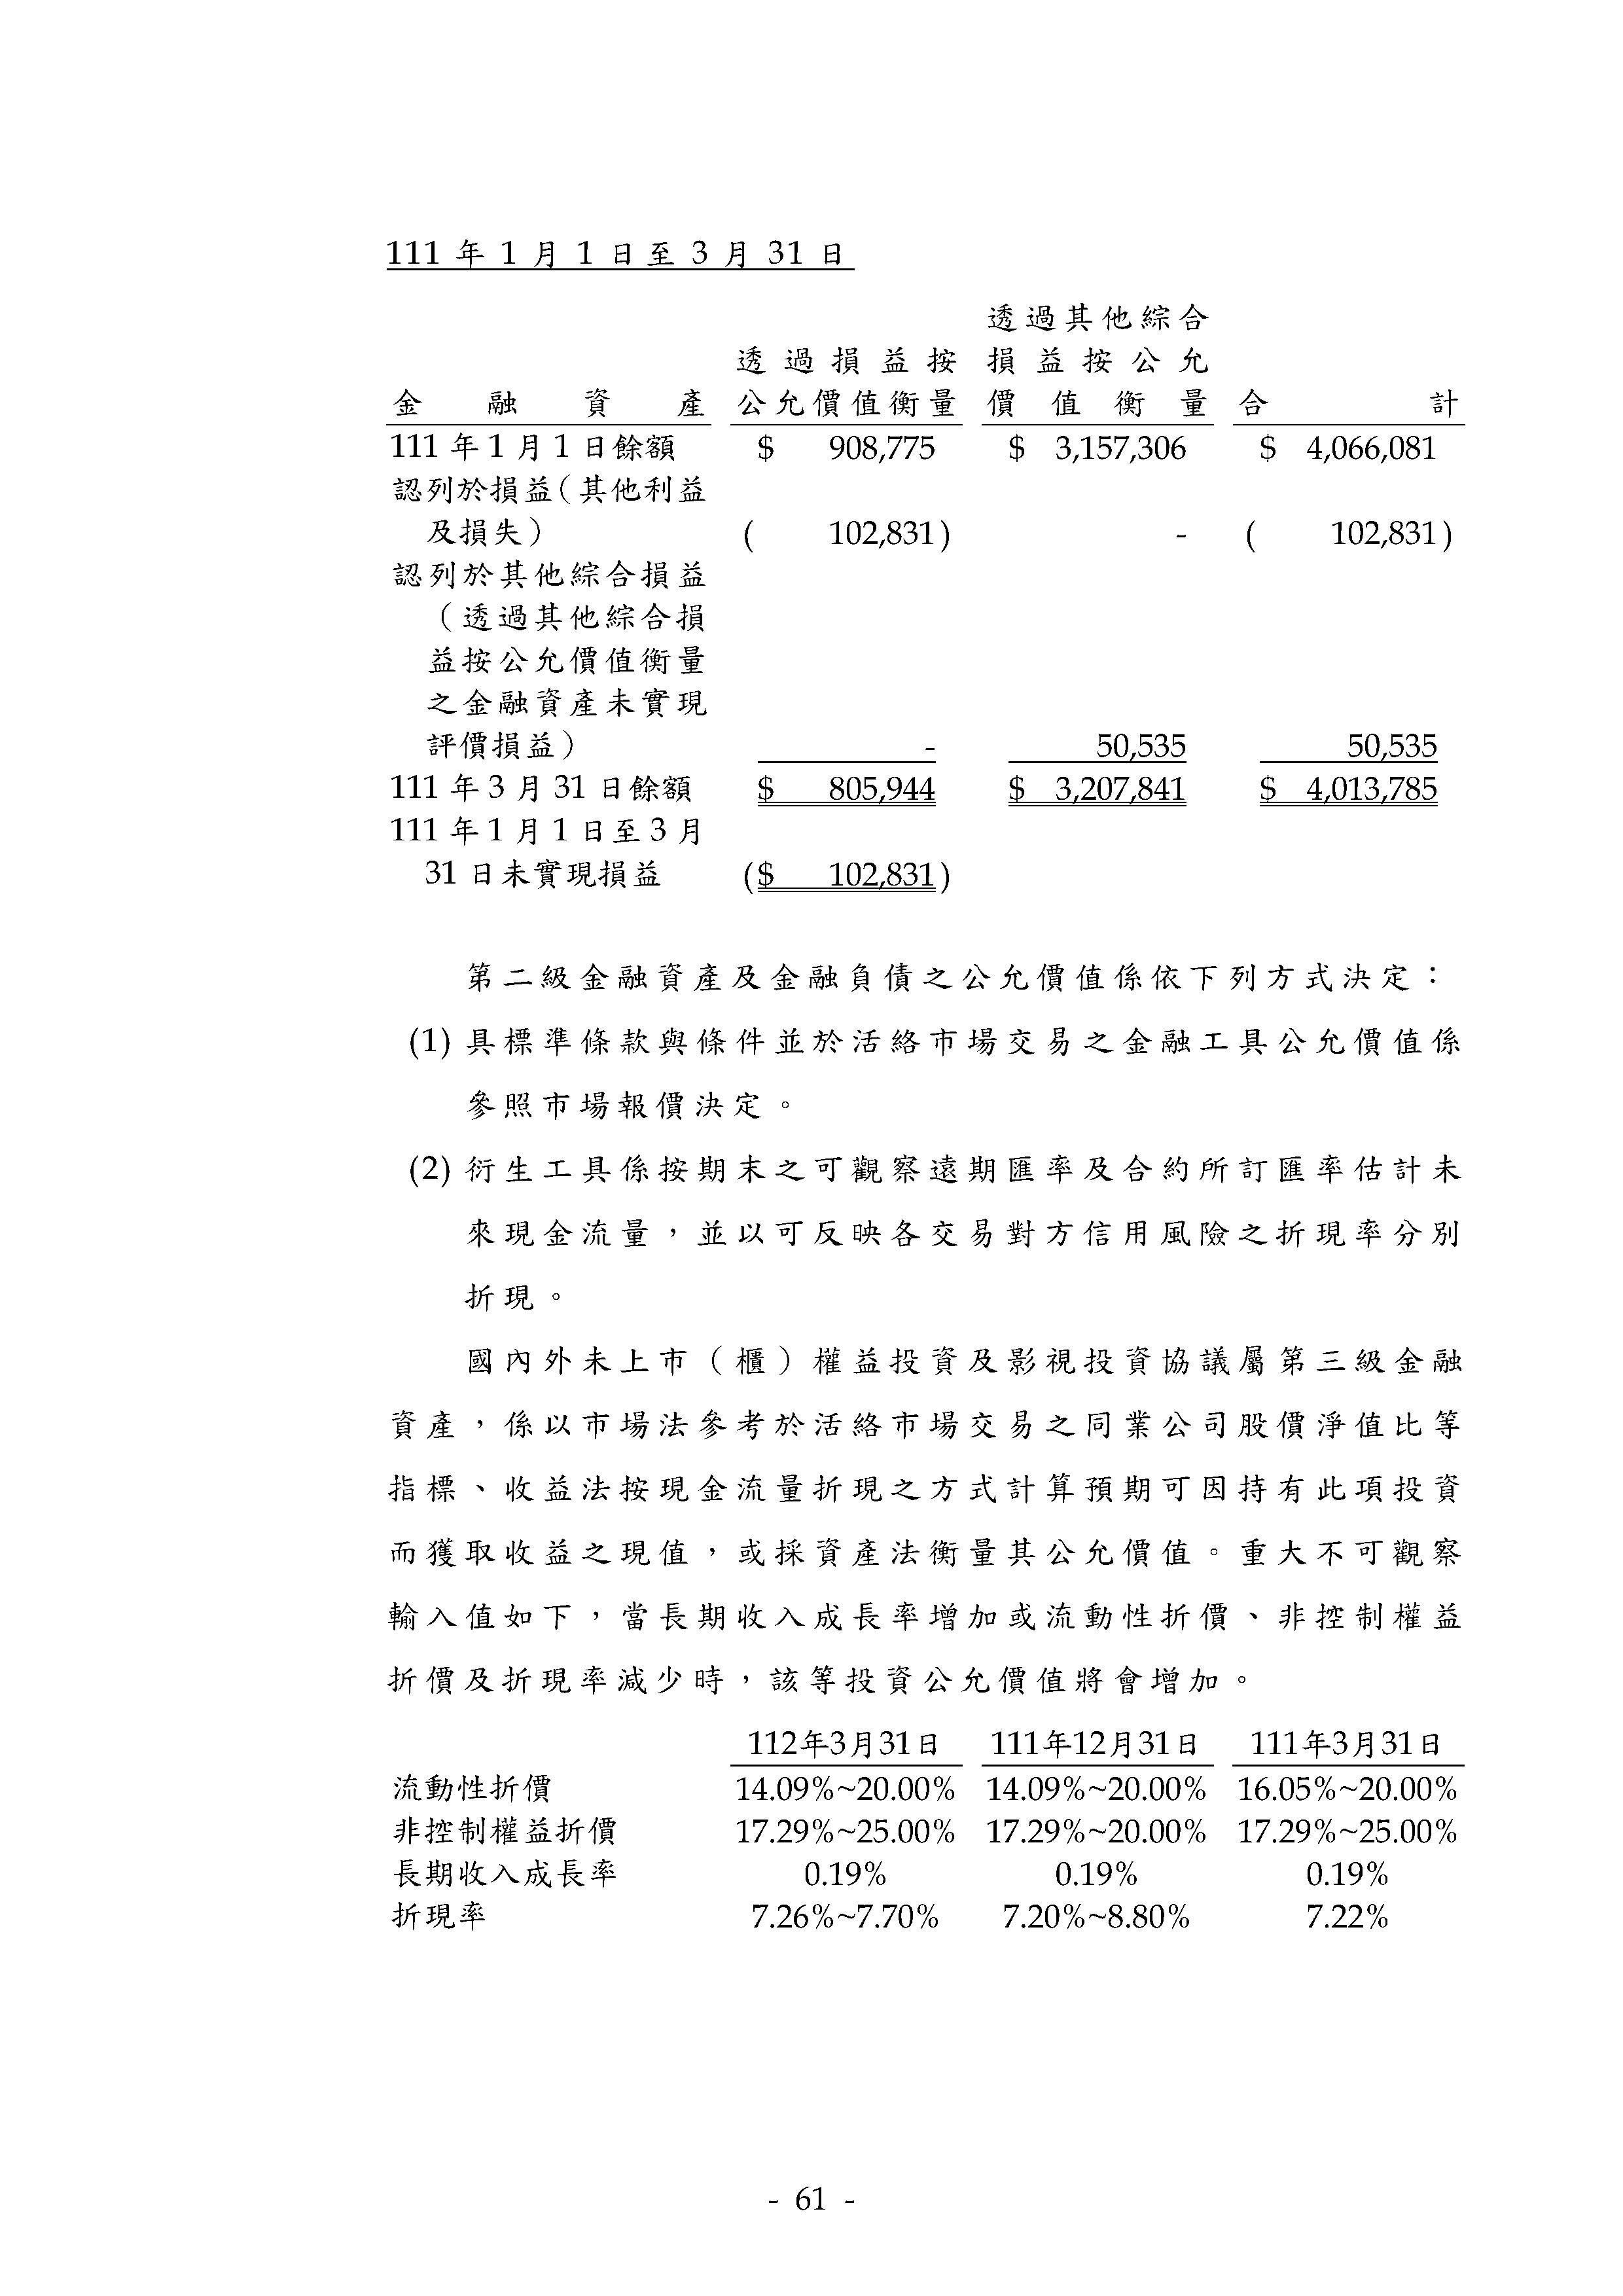 111 年 1 月 1 日至 3 月 31 日
透過其他綜合
透過損益按 損益按公允
金融資產 公允價值衡量 價值衡量 合計
111 年 1 月 1 日餘額 $ 908,775 $ 3,157,306 $ 4,066,081
認列於損益（其他利益
及損失） ( 102,831) - ( 102,831)
認列於其他綜合損益
（透過其他綜合損
益按公允價值衡量
之金融資產未實現
評價損益） - 50,535 50,535
111 年 3 月 31 日餘額 $ 805,944 $ 3,207,841 $ 4,013,785
111 年 1 月 1 日至 3 月
31 日未實現損益 ($ 102,831)
第二級金融資產及金融負債之公允價值係依下列方式決定：
(1) 具標準條款與條件並於活絡市場交易之金融工具公允價值係
參照市場報價決定。
(2) 衍生工具係按期末之可觀察遠期匯率及合約所訂匯率估計未
來現金流量，並以可反映各交易對方信用風險之折現率分別
折現。
國內外未上市（櫃）權益投資及影視投資協議屬第三級金融
資產，係以市場法參考於活絡市場交易之同業公司股價淨值比等
指標、收益法按現金流量折現之方式計算預期可因持有此項投資
而獲取收益之現值，或採資產法衡量其公允價值。重大不可觀察
輸入值如下，當長期收入成長率增加或流動性折價、非控制權益
折價及折現率減少時，該等投資公允價值將會增加。
112年3月31日 111年12月31日 111年3月31日
流動性折價 14.09%~20.00% 14.09%~20.00% 16.05%~20.00%
非控制權益折價 17.29%~25.00% 17.29%~20.00% 17.29%~25.00%
長期收入成長率 0.19% 0.19% 0.19%
折現率 7.26%~7.70% 7.20%~8.80% 7.22%
- 61 -